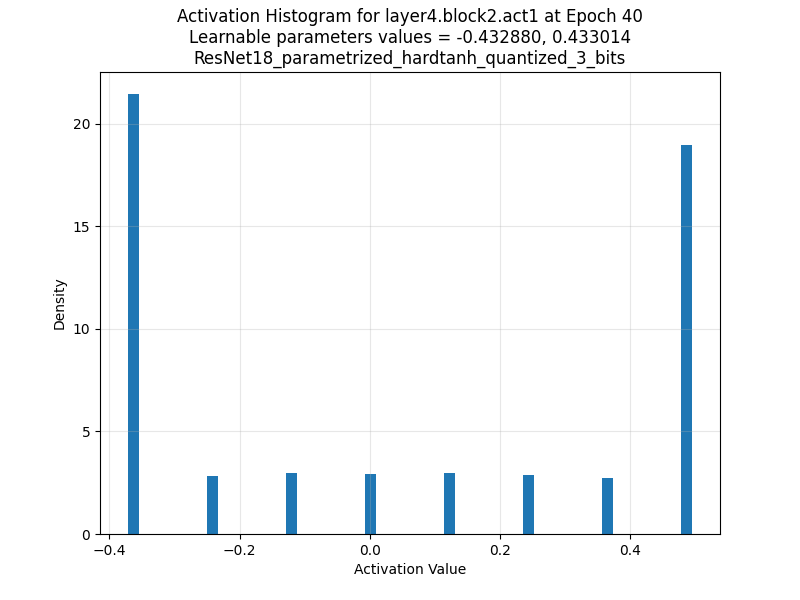 Activation Histogram for layer4.block2.act1 at Epoch 40
Learnable parameters values = -0.432880, 0.433014
ResNet18_parametrized_hardtanh_quantized_3_bits
20
15
10
5
0
Density
−0.4
−0.2
0.0
0.2
0.4
Activation Value